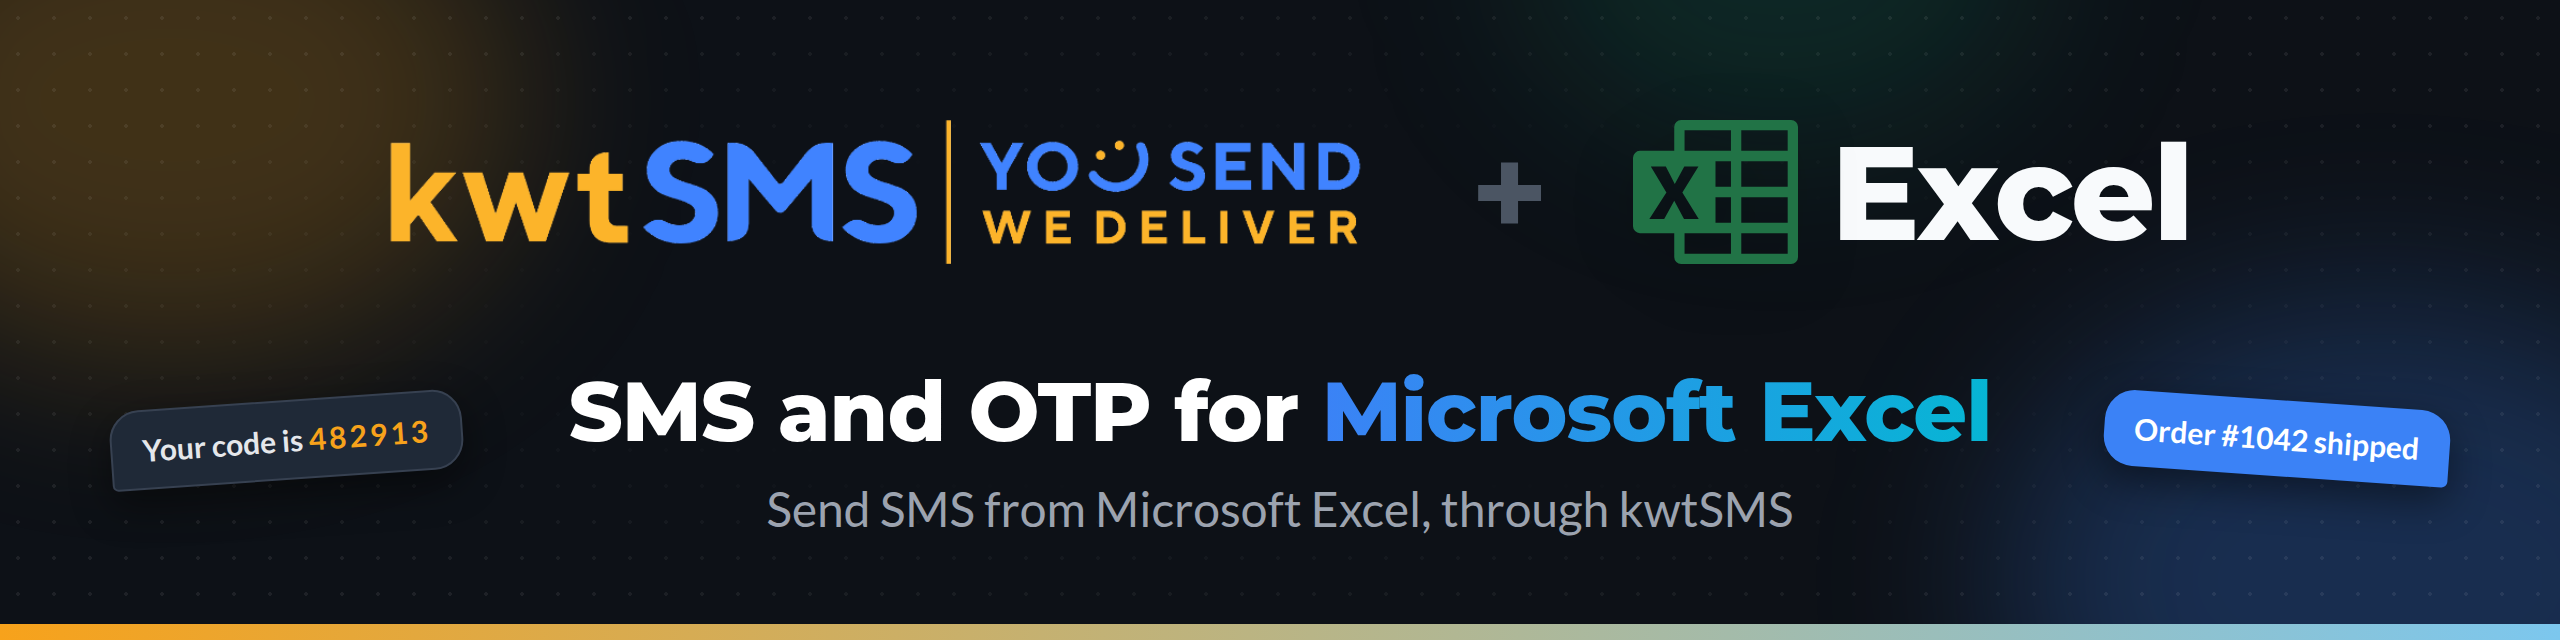 kwtSMS
YOU SEND
WE DELIVER
+
X
Excel
SMS and OTP for Microsoft Excel
Your code is 482913
Order #1042 shipped
Send SMS from Microsoft Excel, through kwtSMS